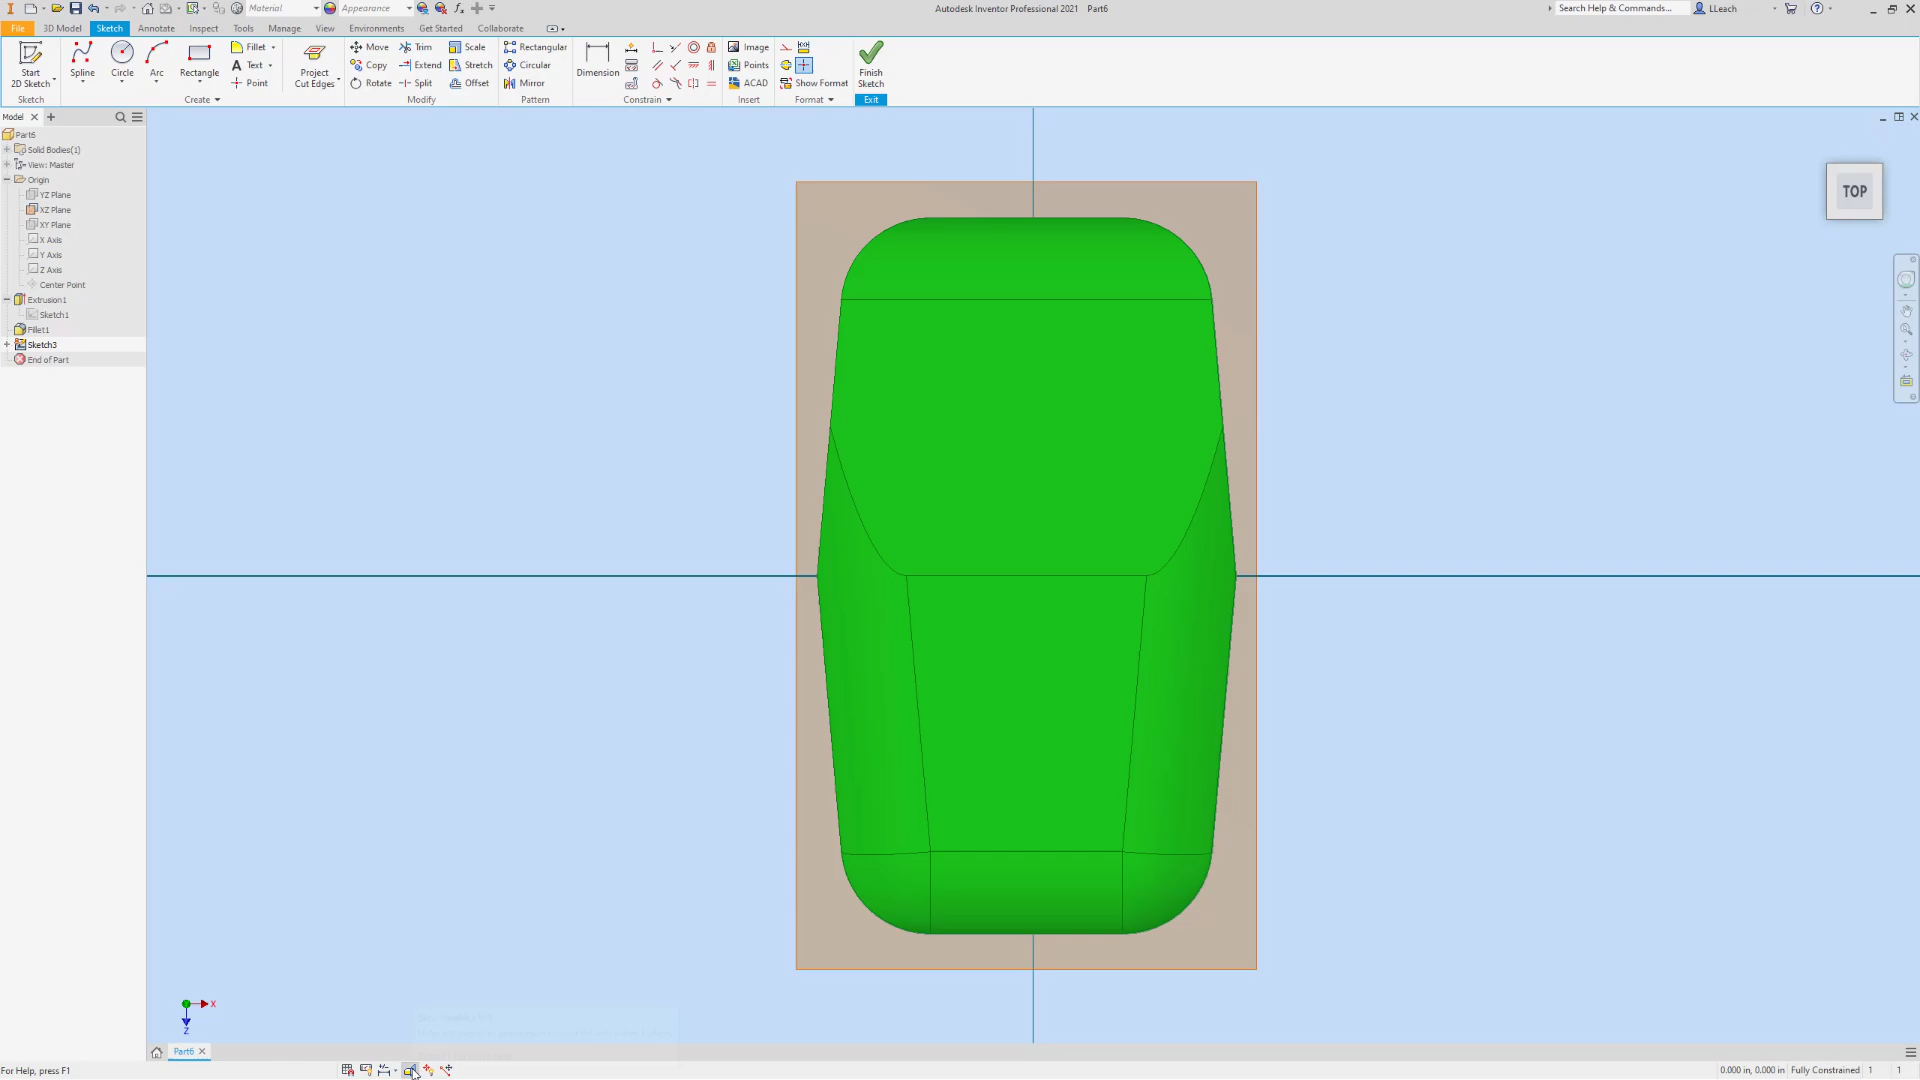 Material
Appearance
Autodesk Inventor Professional 2021 Part6
Search Help & Commands...
LLeach
File
3D Model
Sketch
Annotate
Inspect
Tools
Manage
View
Environments
Get Started
Collaborate
Start
2D Sketch
Spline
Circle
Arc
Rectangle
Fillet
Text
Point
Project
Cut Edges
Move
Copy
Rotate
Trim
Extend
Split
Scale
Stretch
Offset
Rectangular
Circular
Mirror
Dimension
Image
Points
ACAD
Show Format
Finish
Sketch
Sketch
Create
Modify
Pattern
Constrain
Insert
Format
Exit
Model
Part6
Solid Bodies(1)
View: Master
Origin
YZ Plane
XZ Plane
XY Plane
X Axis
Y Axis
Z Axis
Center Point
Extrusion1
Sketch1
Fillet1
Sketch3
End of Part
TOP
X
Z
Part6
For Help, press F1
0.000 in, 0.000 in Fully Constrained 1 1